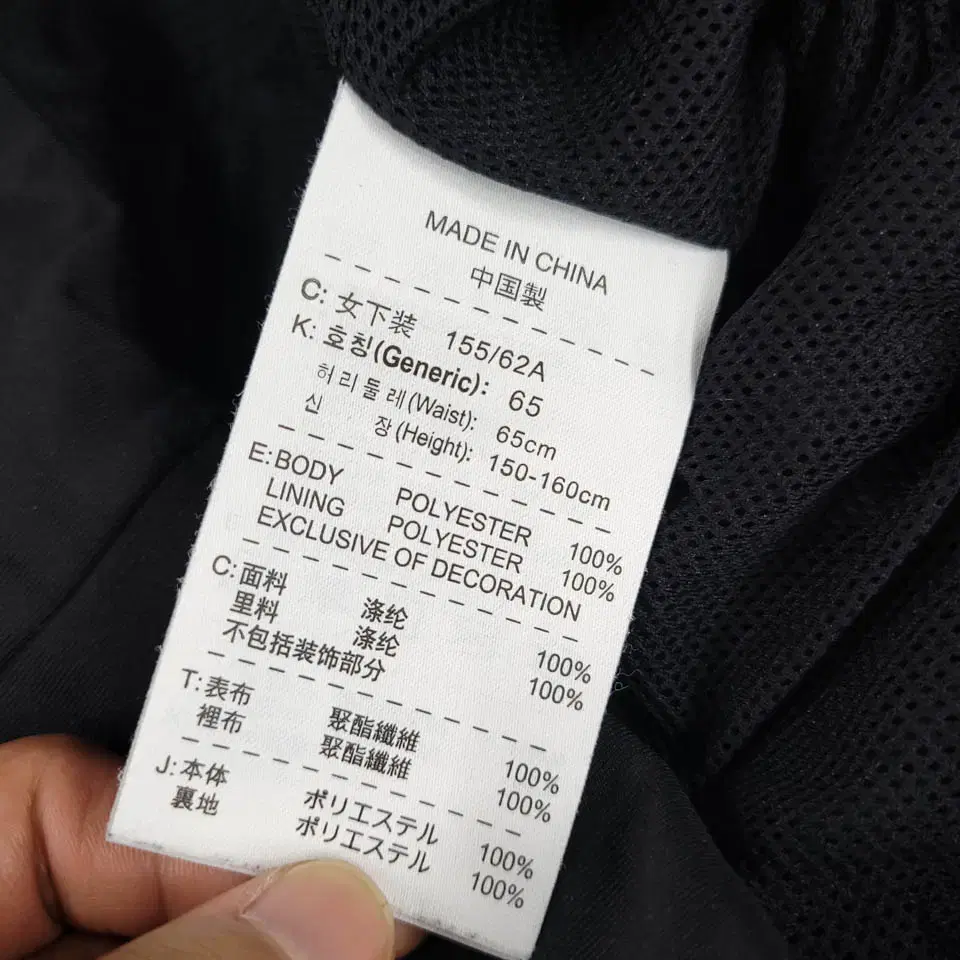 MADE IN CHINA
中国製
C: 女下装 155/62A
K: 호칭(Generic): 65
허리둘레(Waist): 65cm
신 장(Height): 150-160cm
E: BODY POLYESTER 100%
LINING POLYESTER 100%
EXCLUSIVE OF DECORATION
C: 面料 涤纶 100%
里料 涤纶 100%
不包括装饰部分
T: 表布 聚酯纖維 100%
裡布 聚酯纖維 100%
J: 本体 ポリエステル 100%
裏地 ポリエステル 100%